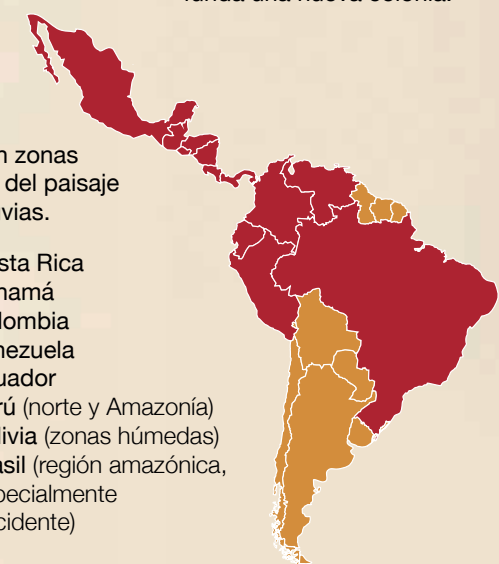 funda una nueva colonia.
n zonas
del paisaje
uvias.
sta Rica
namá
lombia
nezuela
uador
rú (norte y Amazonía)
livia (zonas húmedas)
asil (región amazónica,
pecialmente
cidente)